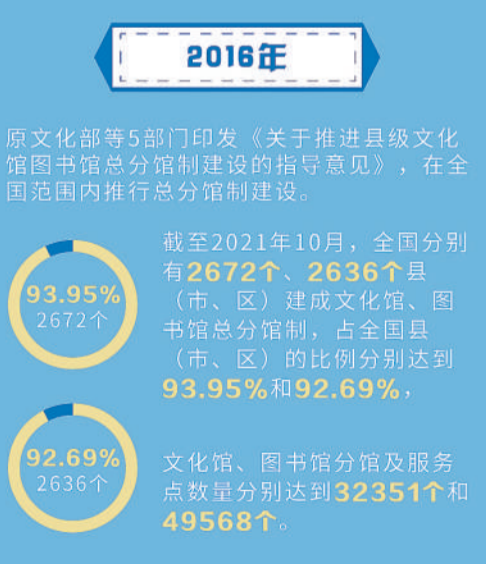 2016年
原文化部等5部门印发《关于推进县级文化
馆图书馆总分馆制建设的指导意见》，在全
国范围内推行总分馆制建设。
93.95%
2672个
截至2021年10月，全国分别
有2672个、2636个县
（市、区）建成文化馆、图
书馆总分馆制，占全国县
（市、区）的比例分别达到
93.95%和92.69%，
92.69%
2636个
文化馆、图书馆分馆及服务
点数量分别达到32351个和
49568个。